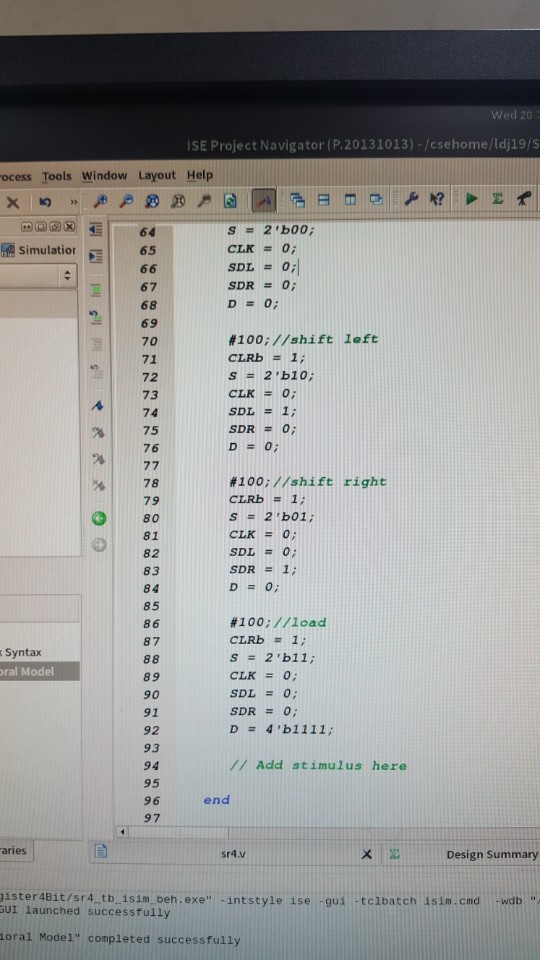 Wed 20
ISE Project Navigator (P.20131013) - /csehome/ldj19/S
ocess Tools Window Layout Help
»
Simulation
64 S = 2'b00;
65 CLK = 0;
66 SDL = 0;
67 SDR = 0;
68 D = 0;
69
70 #100;//shift left
71 CLRb = 1;
72 S = 2'b10;
73 CLK = 0;
74 SDL = 1;
75 SDR = 0;
76 D = 0;
77
78 #100;//shift right
79 CLRb = 1;
80 S = 2'b01;
81 CLK = 0;
82 SDL = 0;
83 SDR = 1;
84 D = 0;
85
86 #100;//load
87 CLRb = 1;
88 S = 2'b11;
89 CLK = 0;
90 SDL = 0;
91 SDR = 0;
92 D = 4'b1111;
93
94 // Add stimulus here
95
96 end
97
k Syntax
oral Model
raries
sr4.v
Design Summary
gister4Bit/sr4_tb_isim_beh.exe" -intstyle ise -gui -tclbatch isim.cmd -wdb "/
GUI launched successfully
ioral Model" completed successfully